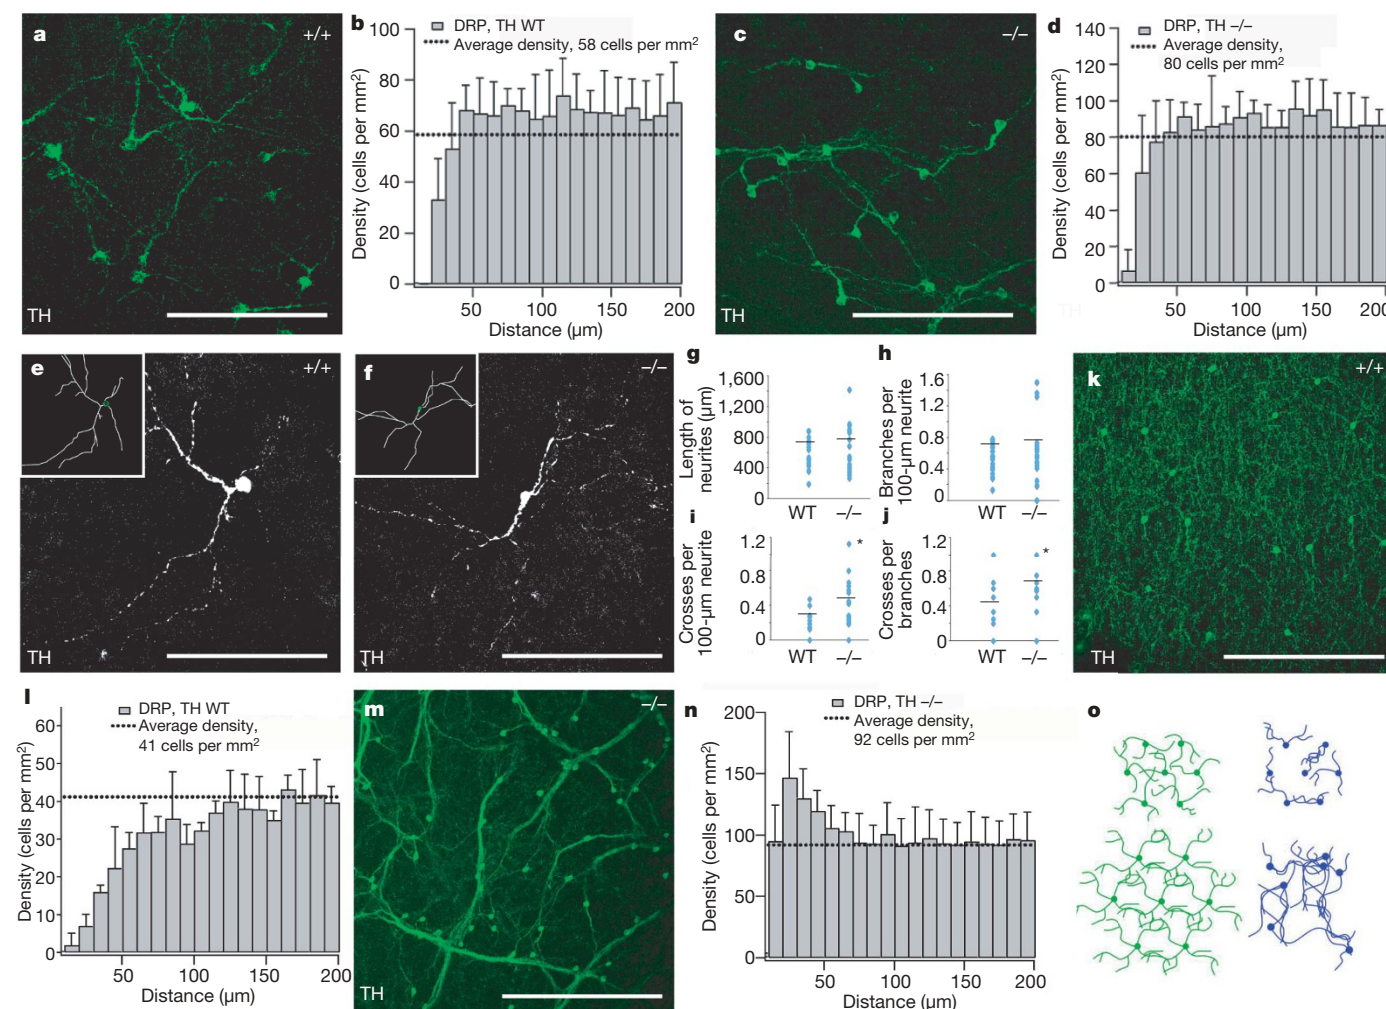 a
+/+
TH
b
DRP, TH WT
Average density, 58 cells per mm²
100
80
60
40
20
0
Density (cells per mm²)
50
100
150
200
Distance (µm)
c
–/–
TH
d
DRP, TH –/–
Average density,
80 cells per mm²
140
120
100
80
60
40
20
0
Density (cells per mm²)
50
100
150
200
Distance (µm)
e
+/+
TH
f
–/–
TH
g
1,600
1,200
800
400
0
Length of
neurites (µm)
WT
–/–
h
1.6
1.2
0.8
0.4
0
Branches per
100-µm neurite
WT
–/–
i
1.2
0.8
0.4
0
Crosses per
100-µm neurite
*
WT
–/–
j
1.2
0.8
0.4
0
Crosses per
branches
*
WT
–/–
k
+/+
TH
l
DRP, TH WT
Average density,
41 cells per mm²
60
50
40
30
20
10
0
Density (cells per mm²)
50
100
150
200
Distance (µm)
m
–/–
TH
n
DRP, TH –/–
Average density,
92 cells per mm²
200
150
100
50
0
Density (cells per mm²)
50
100
150
200
Distance (µm)
o